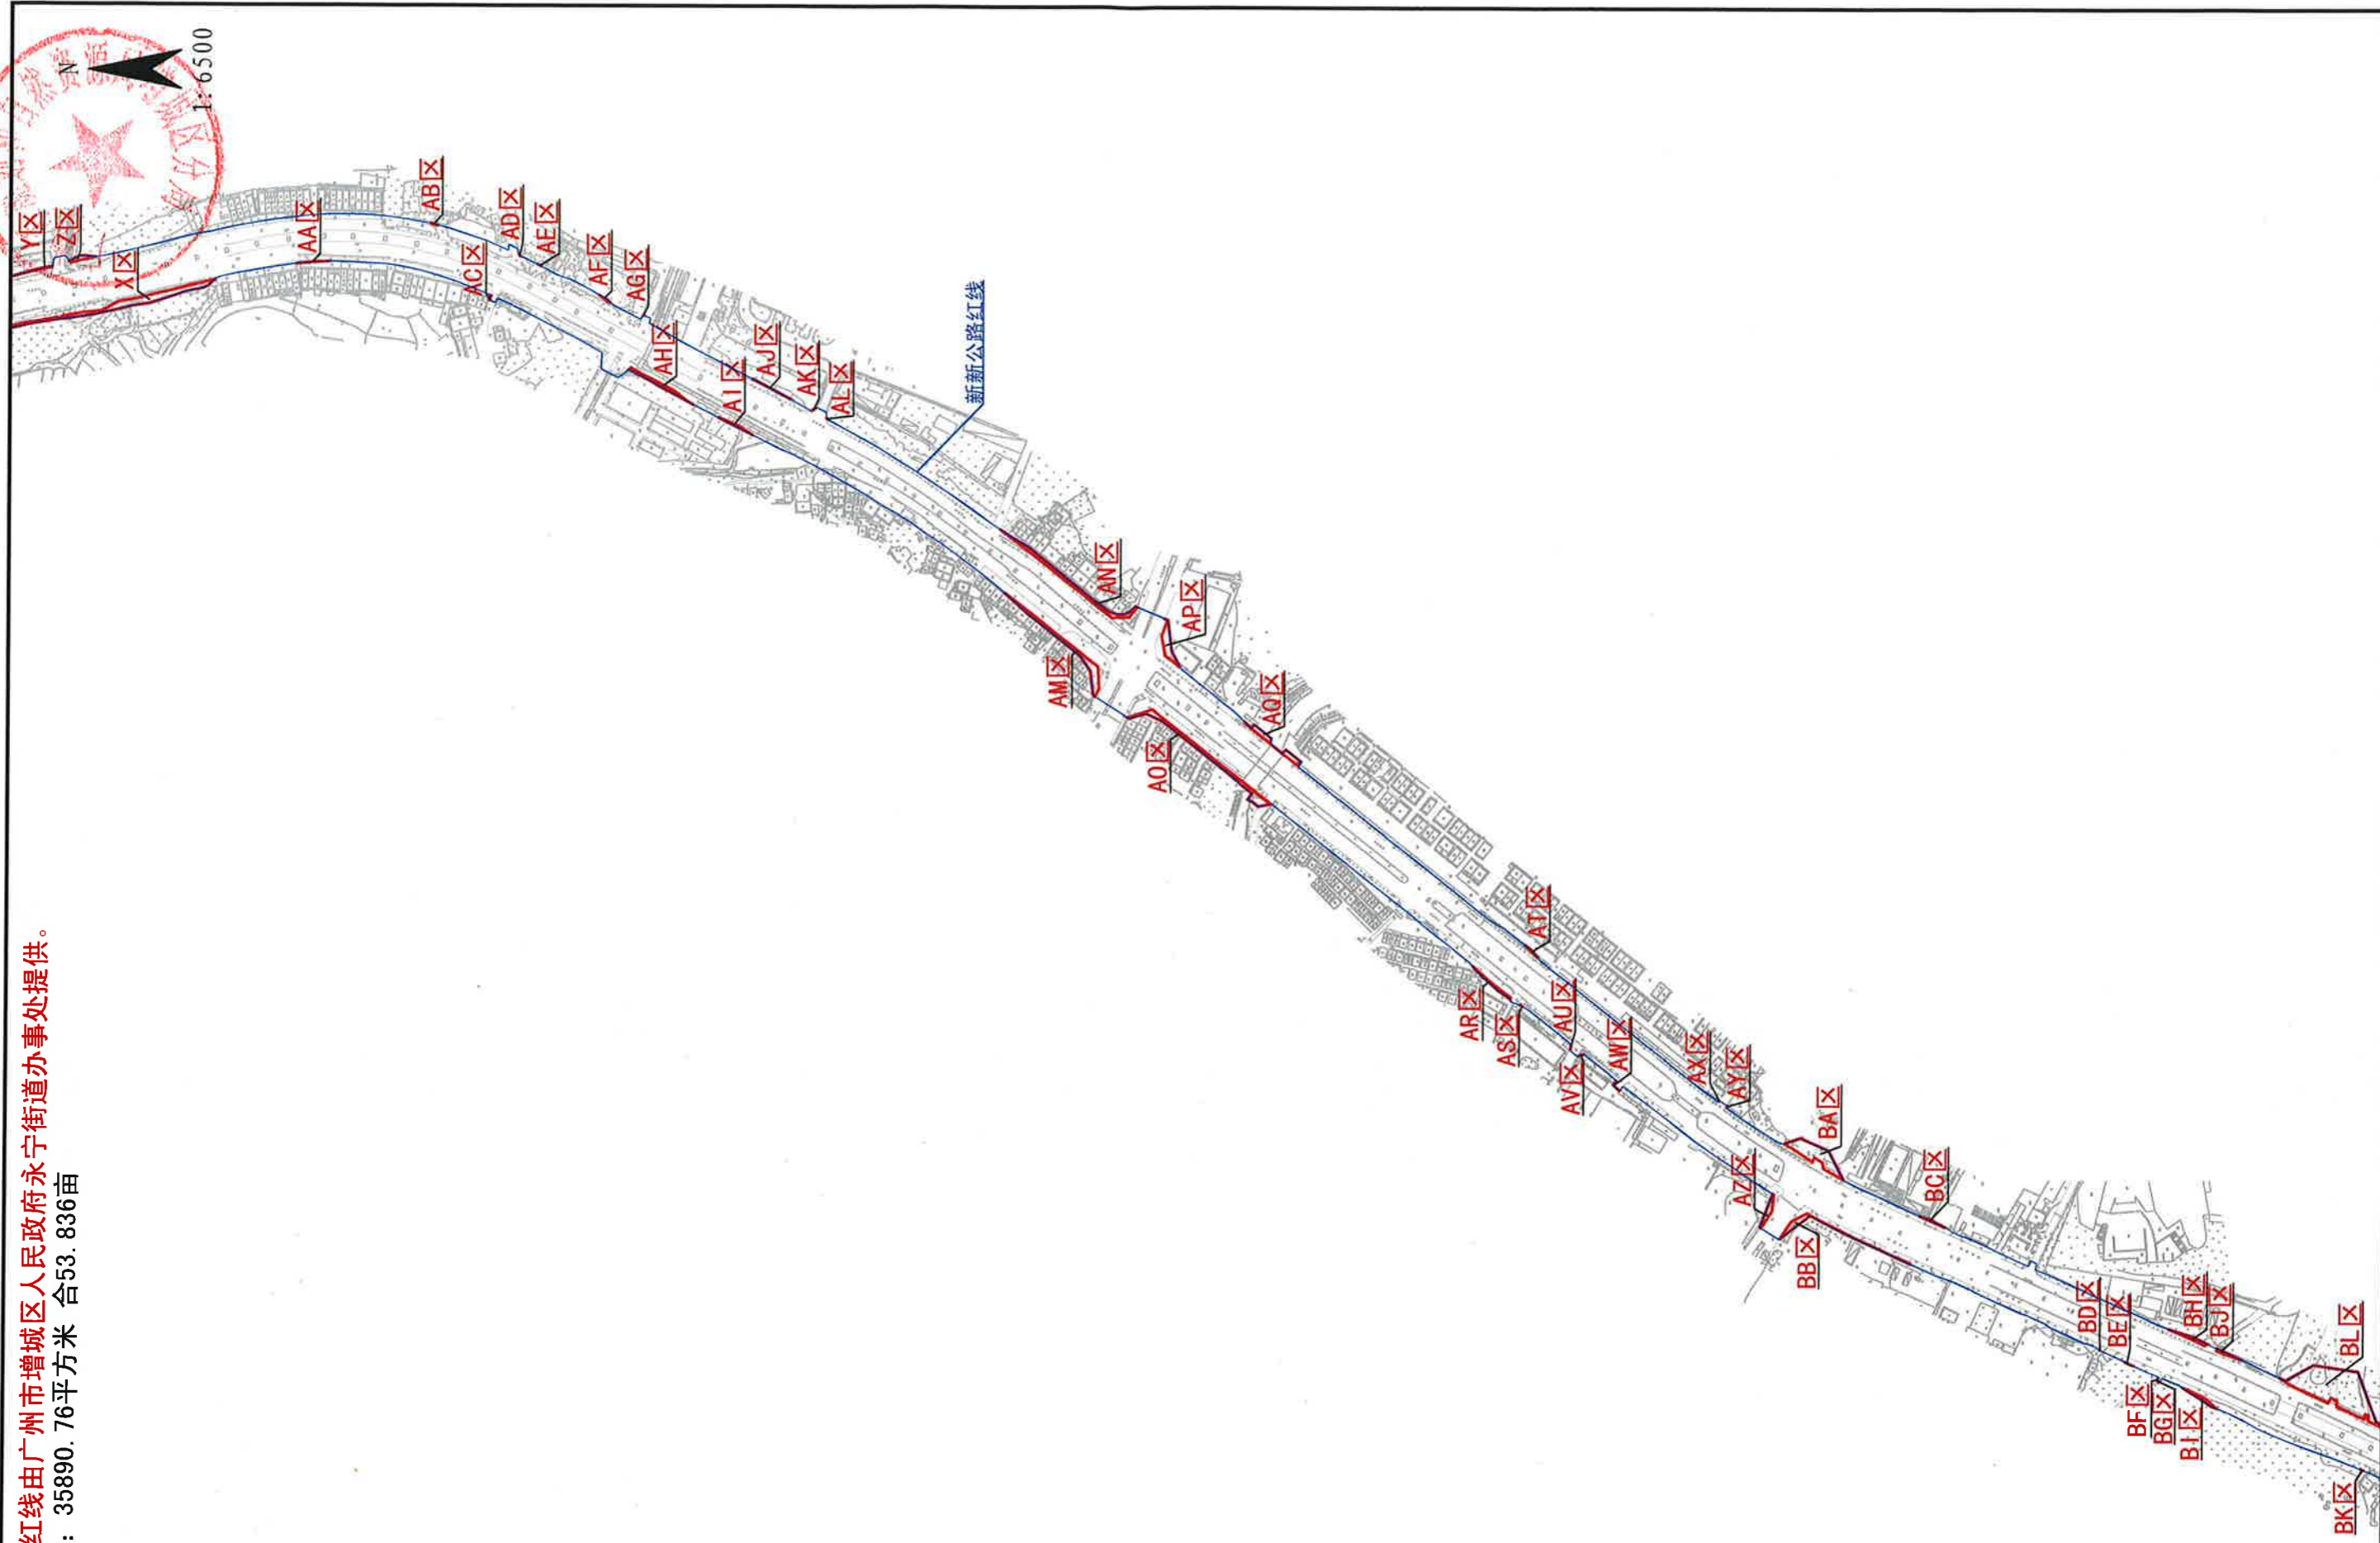 红线由广州市增城区人民政府永宁街道办事处提供。
：35890.76平方米 合53.836亩
N
1:6500
Y区
Z区
X区
AA区
AB区
AC区
AD区
AE区
AF区
AG区
AH区
AI区
AJ区
AK区
AL区
新新公路红线
AM区
AN区
AO区
AP区
AQ区
AR区
AS区
AT区
AU区
AV区
AW区
AX区
AY区
AZ区
BA区
BB区
BC区
BD区
BE区
BF区
BG区
BH区
BI区
BJ区
BK区
BL区